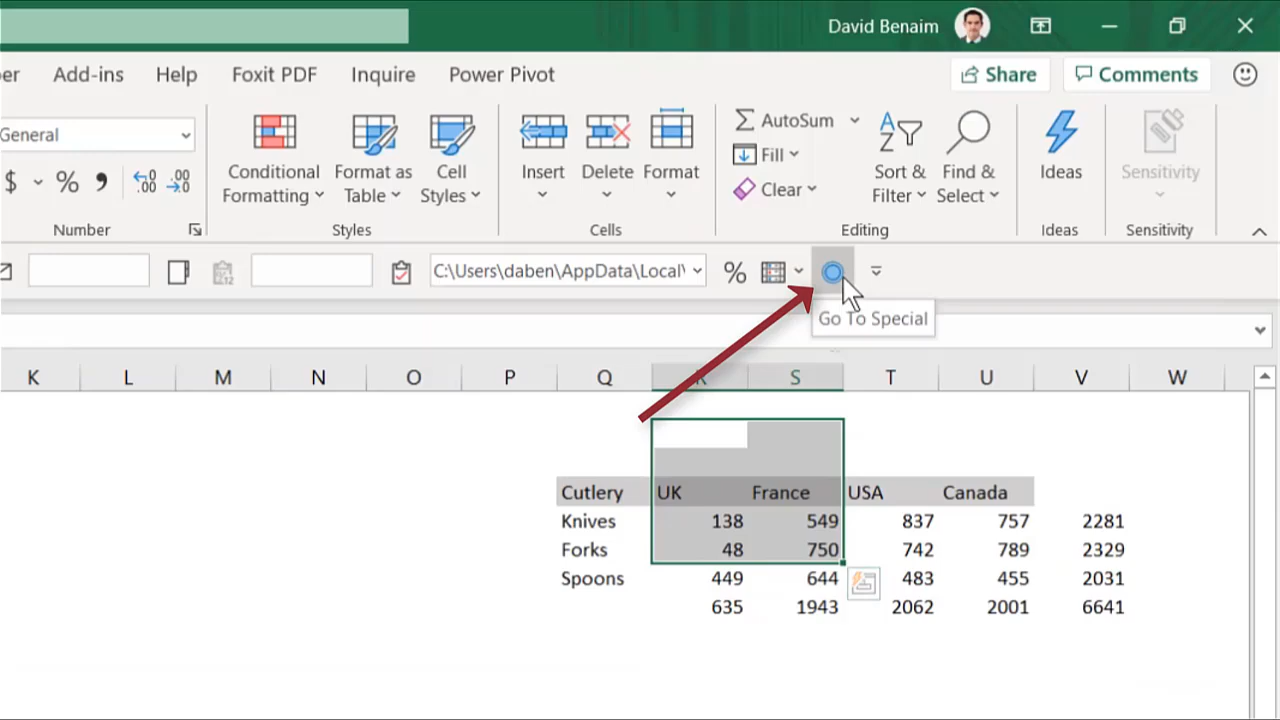 David Benaim
er Add-ins Help Foxit PDF Inquire Power Pivot Share Comments
General
$ % , .00 .00
Conditional Formatting
Format as Table
Cell Styles
Insert
Delete
Format
AutoSum
Fill
Clear
Sort & Filter
Find & Select
Ideas
Sensitivity
Number Styles Cells Editing Ideas Sensitivity
C:\Users\daben\AppData\Local\ %
Go To Special
K L M N O P Q R S T U V W
Cutlery UK France USA Canada
Knives 138 549 837 757 2281
Forks 48 750 742 789 2329
Spoons 449 644 483 455 2031
635 1943 2062 2001 6641